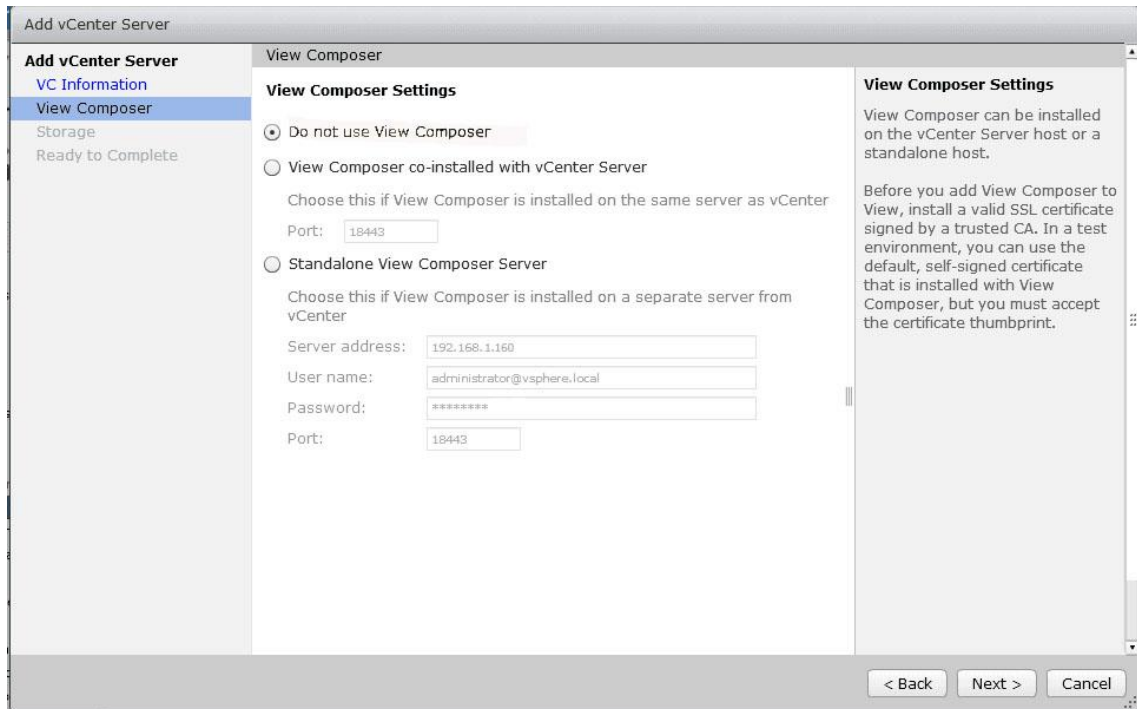 Add vCenter Server
Add vCenter Server
VC Information
View Composer
Storage
Ready to Complete
View Composer
View Composer Settings
Do not use View Composer
View Composer co-installed with vCenter Server
Choose this if View Composer is installed on the same server as vCenter
Port: 18443
Standalone View Composer Server
Choose this if View Composer is installed on a separate server from
vCenter
Server address: 192.168.1.160
User name: administrator@vsphere.local
Password: ********
Port: 18443
View Composer Settings
View Composer can be installed
on the vCenter Server host or a
standalone host.
Before you add View Composer to
View, install a valid SSL certificate
signed by a trusted CA. In a test
environment, you can use the
default, self-signed certificate
that is installed with View
Composer, but you must accept
the certificate thumbprint.
< Back
Next >
Cancel